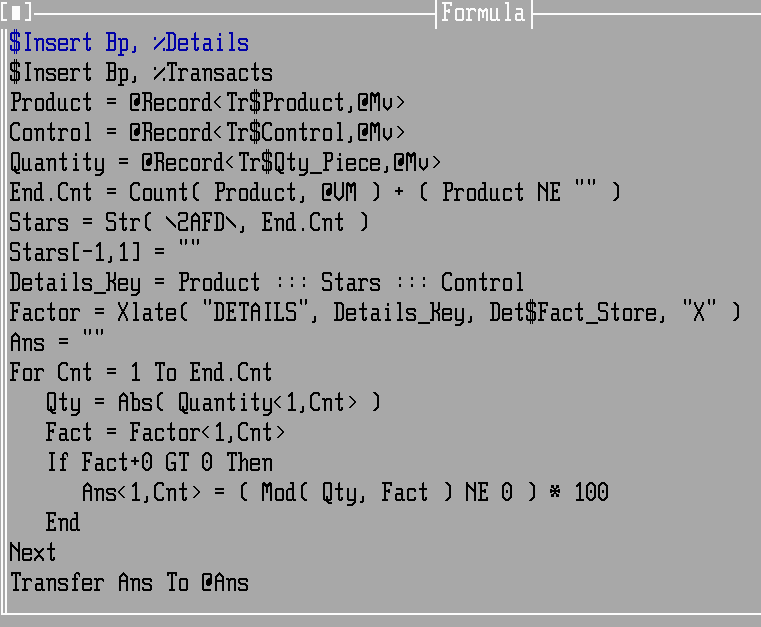 [■]
Formula
$Insert Bp, %Details
$Insert Bp, %Transacts
Product = @Record<Tr$Product,@Mv>
Control = @Record<Tr$Control,@Mv>
Quantity = @Record<Tr$Qty_Piece,@Mv>
End.Cnt = Count( Product, @VM ) + ( Product NE "" )
Stars = Str( \2AFD\, End.Cnt )
Stars[-1,1] = ""
Details_Key = Product ::: Stars ::: Control
Factor = Xlate( "DETAILS", Details_Key, Det$Fact_Store, "X" )
Ans = ""
For Cnt = 1 To End.Cnt
   Qty = Abs( Quantity<1,Cnt> )
   Fact = Factor<1,Cnt>
   If Fact+0 GT 0 Then
      Ans<1,Cnt> = ( Mod( Qty, Fact ) NE 0 ) * 100
   End
Next
Transfer Ans To @Ans